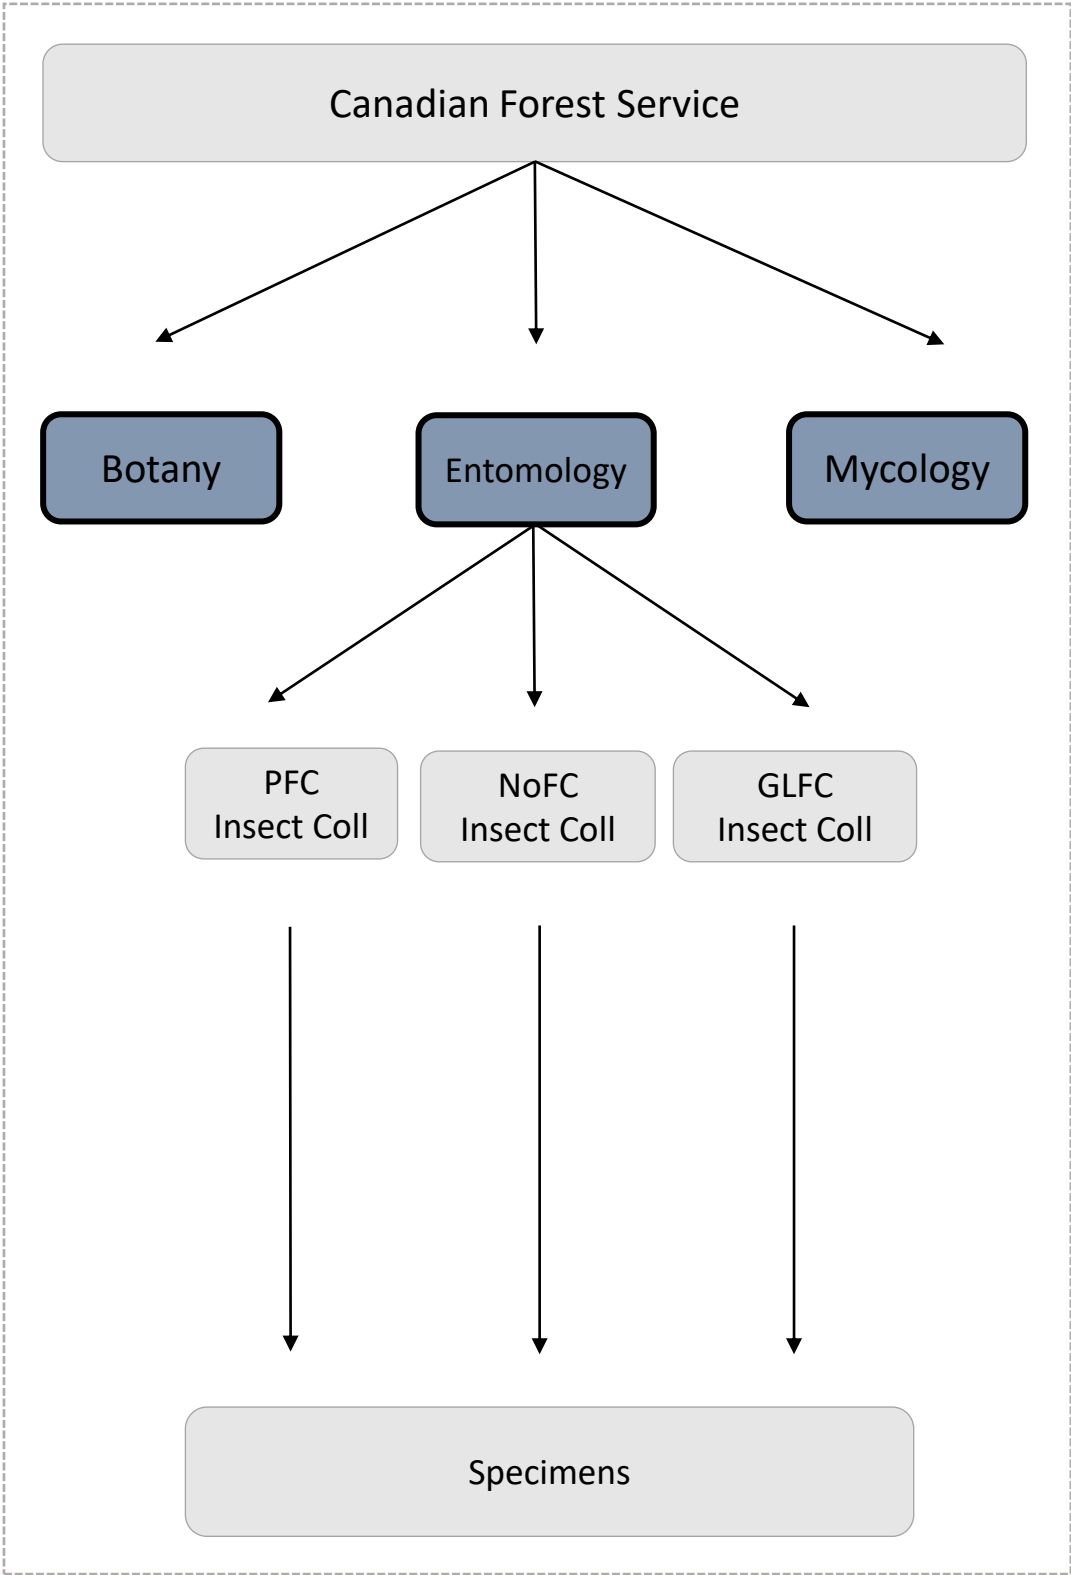 Canadian Forest Service
Botany
Entomology
Mycology
PFC
Insect Coll
NoFC
Insect Coll
GLFC
Insect Coll
Specimens